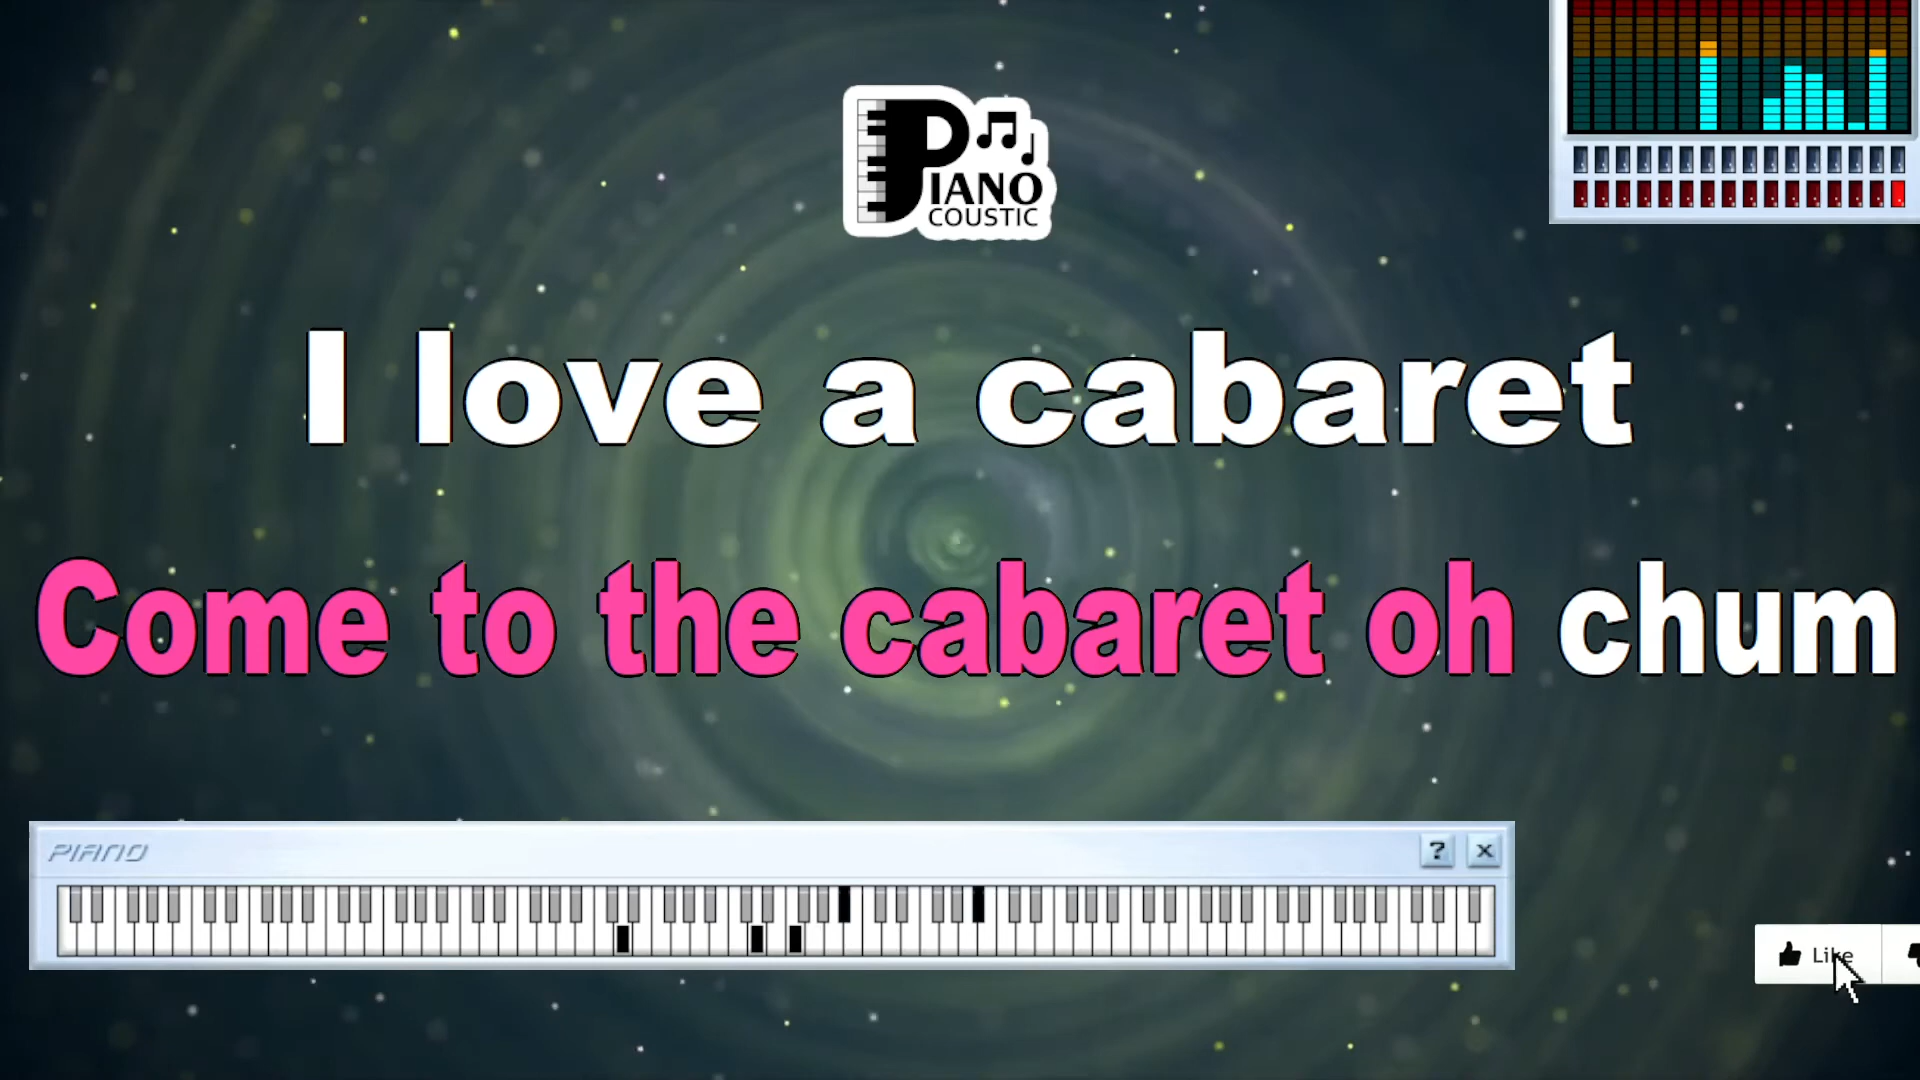 PIANO
COUSTIC
I love a cabaret
Come to the cabaret oh chum
PIANO
?
x
Like